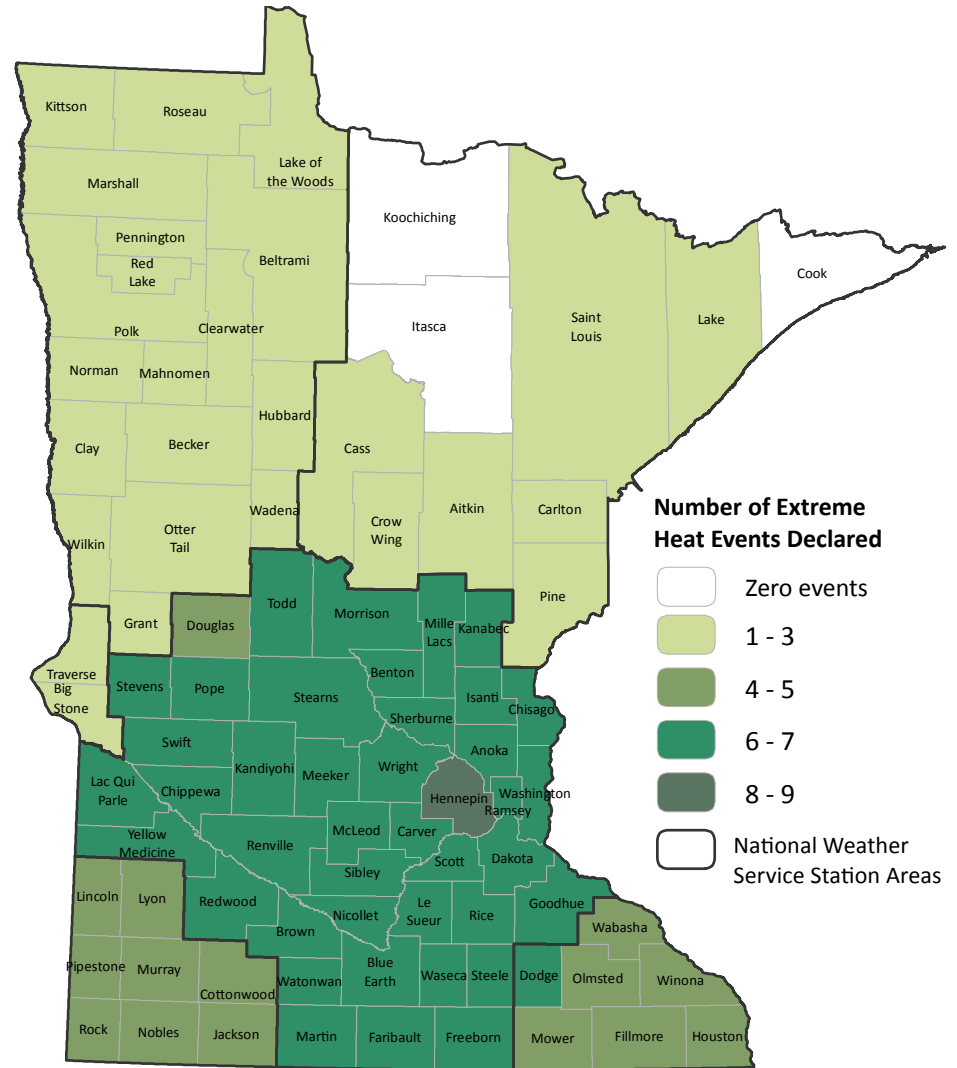 Kittson
Roseau
Lake of
the Woods
Marshall
Koochiching
Pennington
Red
Lake
Beltrami
Cook
Polk
Clearwater
Itasca
Saint
Louis
Lake
Norman
Mahnomen
Hubbard
Clay
Becker
Cass
Wadena
Aitkin
Carlton
Otter
Tail
Crow
Wing
Wilkin
Pine
Grant
Douglas
Todd
Morrison
Mille
Lacs
Kanabec
Traverse
Big
Stone
Stevens
Pope
Stearns
Benton
Isanti
Chisago
Sherburne
Swift
Anoka
Kandiyohi
Meeker
Wright
Lac Qui
Parle
Chippewa
Hennepin
Washington
Ramsey
McLeod
Carver
Yellow
Medicine
Renville
Scott
Dakota
Sibley
Lincoln
Lyon
Redwood
Nicollet
Le
Sueur
Rice
Goodhue
Brown
Wabasha
Pipestone
Murray
Cottonwood
Watonwan
Blue
Earth
Waseca
Steele
Dodge
Olmsted
Winona
Rock
Nobles
Jackson
Martin
Faribault
Freeborn
Mower
Fillmore
Houston
Number of Extreme
Heat Events Declared
Zero events
1 - 3
4 - 5
6 - 7
8 - 9
National Weather
Service Station Areas